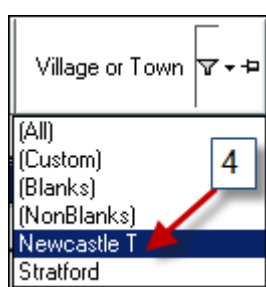 Village or Town
(All)
(Custom)
4
(Blanks)
(NonBlanks)
Newcastle T
Stratford